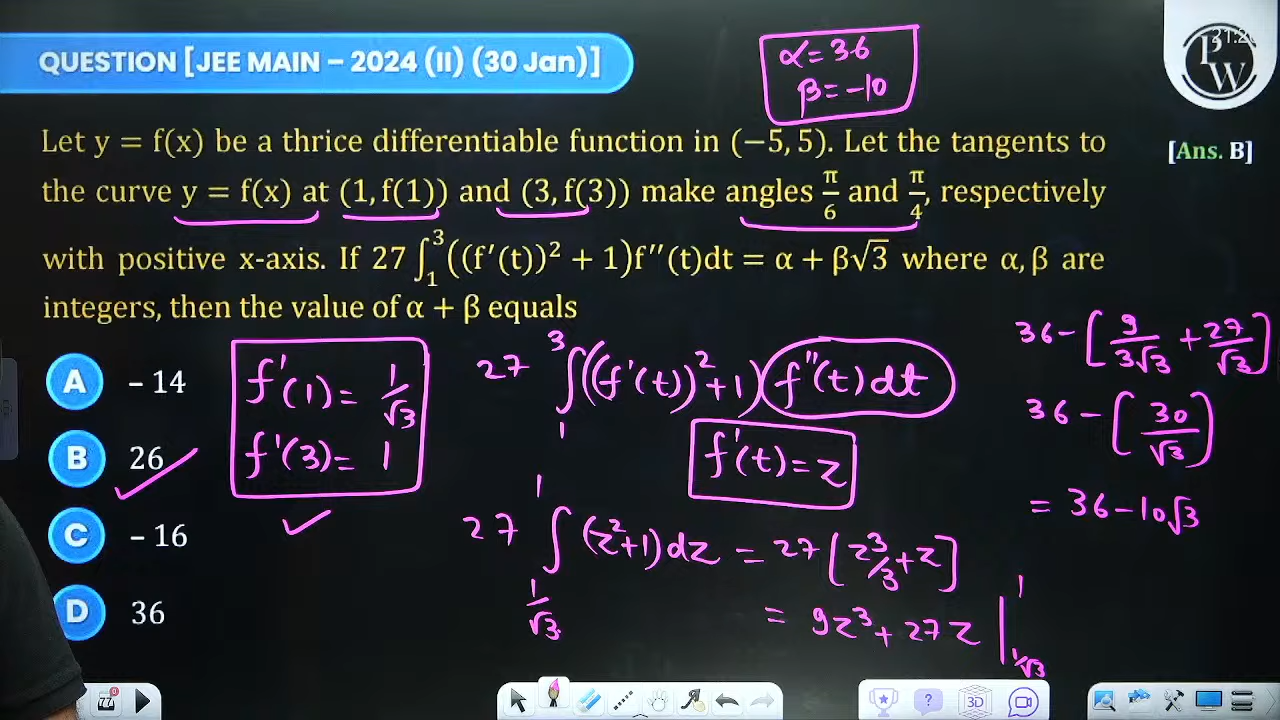 QUESTION [JEE MAIN – 2024 (II) (30 Jan)]
α = 36
β = −10
PW
[Ans. B]
Let y = f(x) be a thrice differentiable function in (−5, 5). Let the tangents to
the curve y = f(x) at (1, f(1)) and (3, f(3)) make angles π/6 and π/4, respectively
with positive x-axis. If 27 ∫₁³ ((f′(t))² + 1)f″(t)dt = α + β√3 where α, β are
integers, then the value of α + β equals
A - 14
B 26
C - 16
D 36
f'(1) = 1/√3
f'(3) = 1
27 ∫₁³ ((f'(t))² + 1) f''(t) dt
f'(t) = z
27 ∫_{1/√3}^1 (z² + 1) dz = 27 [z³/3 + z]
= 9z³ + 27z |_{1/√3}^1
36 − [9/3√3 + 27/√3]
36 − [30/√3]
= 36 − 10√3
3D